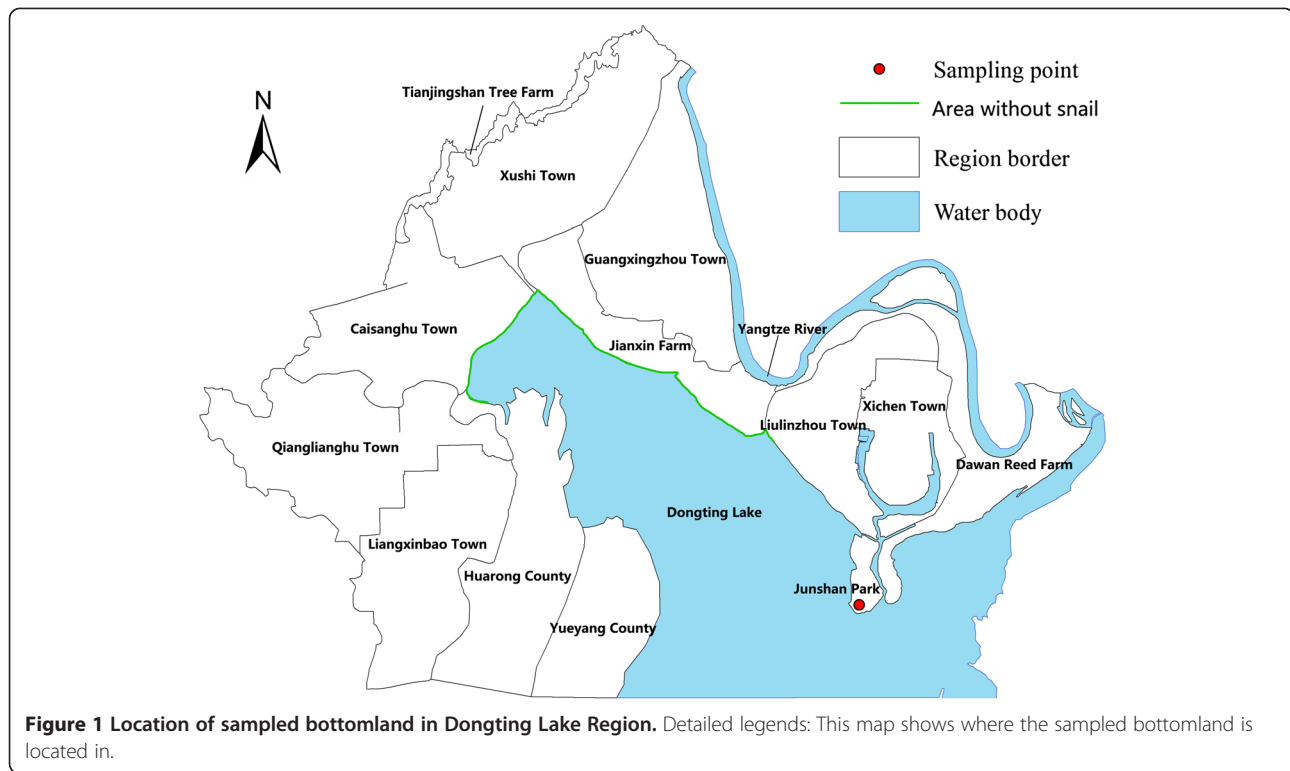 N
Sampling point
Area without snail
Region border
Water body
Tianjingshan Tree Farm
Xushi Town
Guangxingzhou Town
Caisanghu Town
Jianxin Farm
Yangtze River
Liulinzhou Town
Xichen Town
Qianglianghu Town
Dawan Reed Farm
Dongting Lake
Liangxinbao Town
Huarong County
Junshan Park
Yueyang County
Figure 1 Location of sampled bottomland in Dongting Lake Region. Detailed legends: This map shows where the sampled bottomland is
located in.